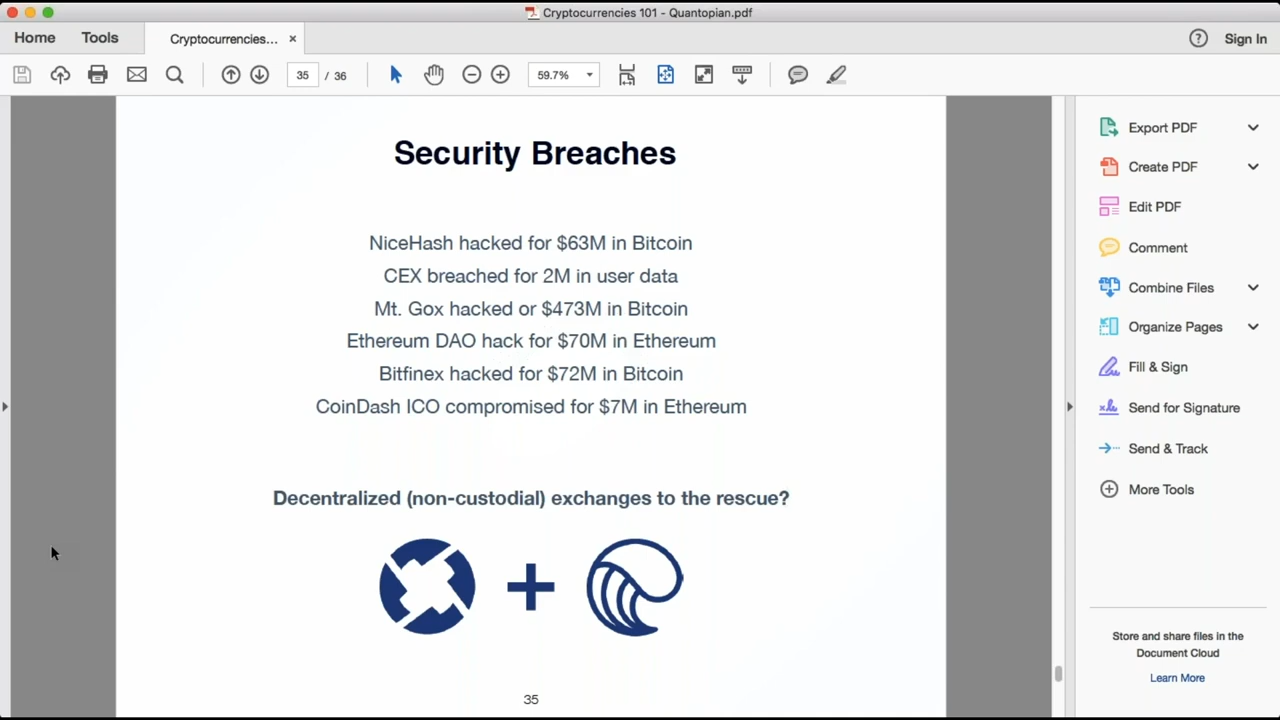 Cryptocurrencies 101 - Quantopian.pdf
Home Tools Cryptocurrencies... × ? Sign In
35 / 36 59.7%
Security Breaches
NiceHash hacked for $63M in Bitcoin
CEX breached for 2M in user data
Mt. Gox hacked or $473M in Bitcoin
Ethereum DAO hack for $70M in Ethereum
Bitfinex hacked for $72M in Bitcoin
CoinDash ICO compromised for $7M in Ethereum
Decentralized (non-custodial) exchanges to the rescue?
35
Export PDF
Create PDF
Edit PDF
Comment
Combine Files
Organize Pages
Fill & Sign
Send for Signature
Send & Track
More Tools
Store and share files in the
Document Cloud
Learn More